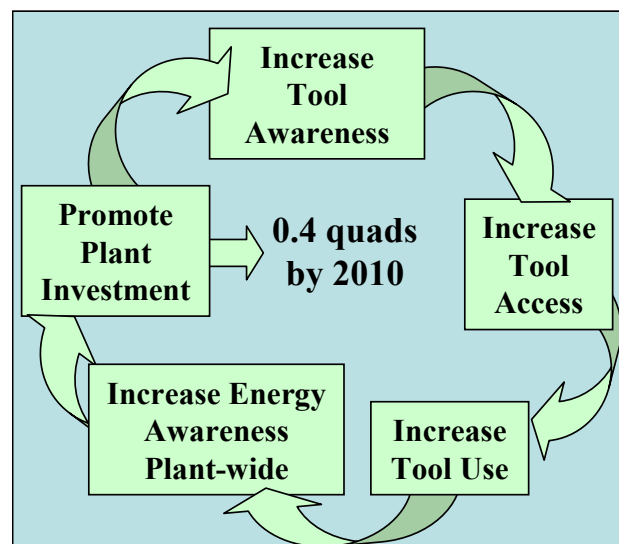 Increase
Tool
Awareness
Increase
Tool
Access
Increase
Tool Use
Increase Energy
Awareness
Plant-wide
Promote
Plant
Investment
0.4 quads
by 2010